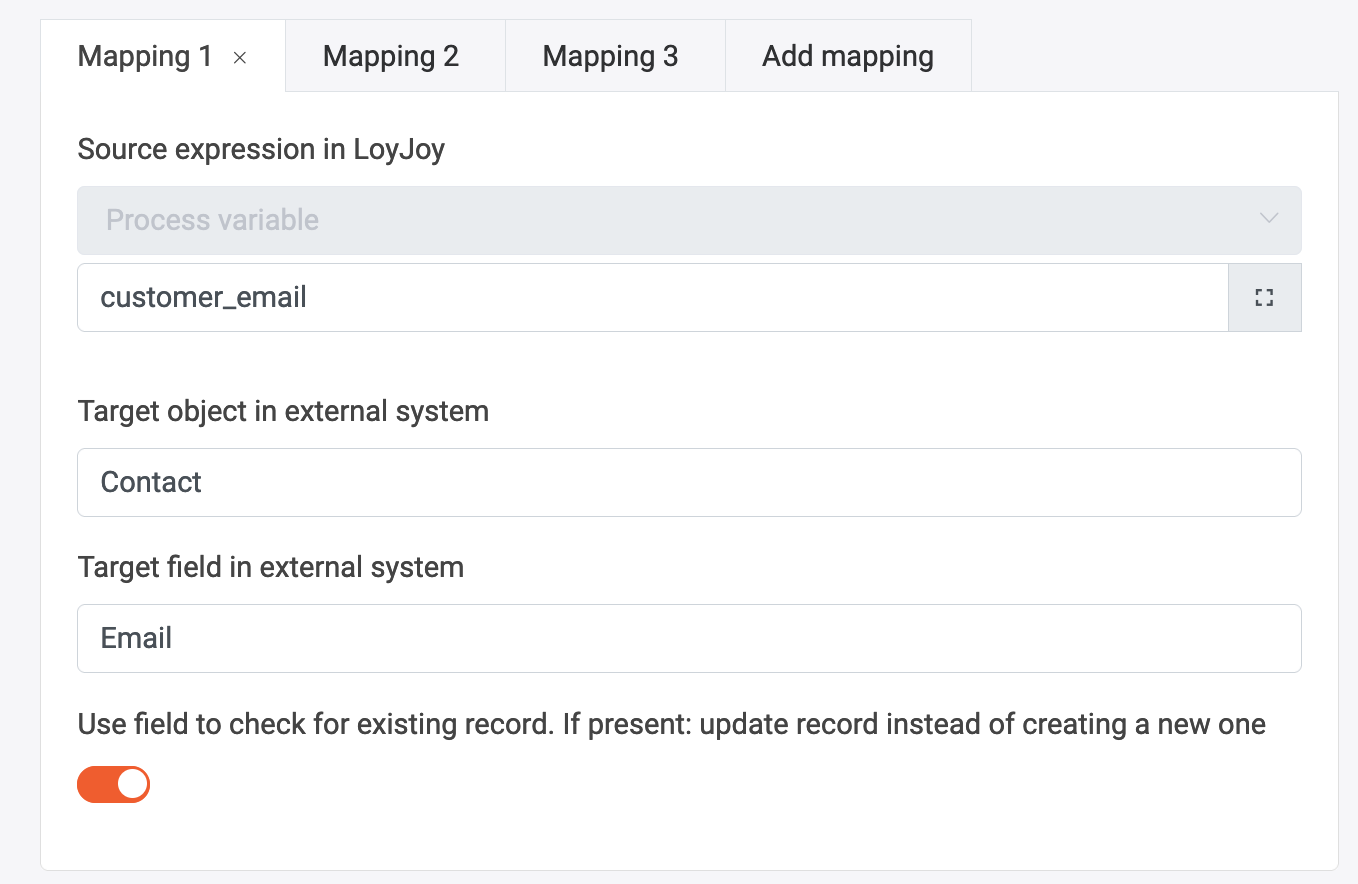 Mapping 1 ×
Mapping 2
Mapping 3
Add mapping
Source expression in LoyJoy
Process variable
customer_email
Target object in external system
Contact
Target field in external system
Email
Use field to check for existing record. If present: update record instead of creating a new one